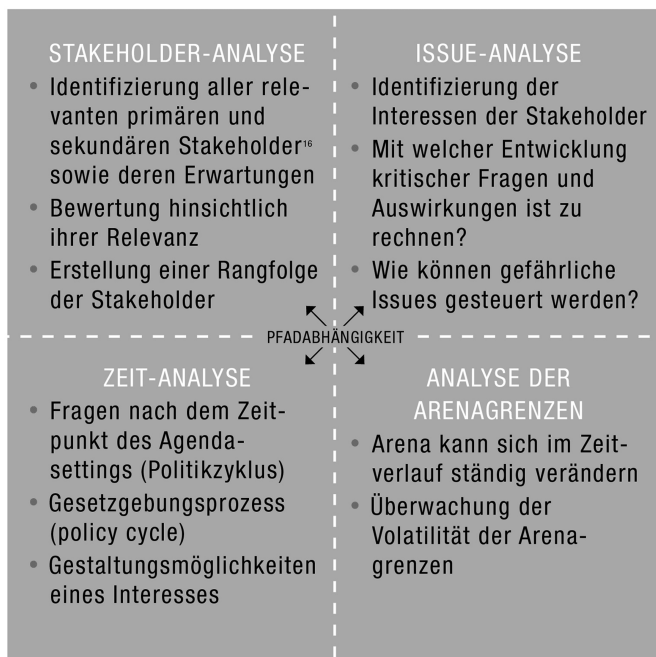 STAKEHOLDER-ANALYSE
• Identifizierung aller rele-
vanten primären und
sekundären Stakeholder¹⁶
sowie deren Erwartungen
• Bewertung hinsichtlich
ihrer Relevanz
• Erstellung einer Rangfolge
der Stakeholder
ISSUE-ANALYSE
• Identifizierung der
Interessen der Stakeholder
• Mit welcher Entwicklung
kritischer Fragen und
Auswirkungen ist zu
rechnen?
• Wie können gefährliche
Issues gesteuert werden?
PFADABHÄNGIGKEIT
ZEIT-ANALYSE
• Fragen nach dem Zeit-
punkt des Agenda-
settings (Politikzyklus)
• Gesetzgebungsprozess
(policy cycle)
• Gestaltungsmöglichkeiten
eines Interesses
ANALYSE DER
ARENAGRENZEN
• Arena kann sich im Zeit-
verlauf ständig verändern
• Überwachung der
Volatilität der Arena-
grenzen